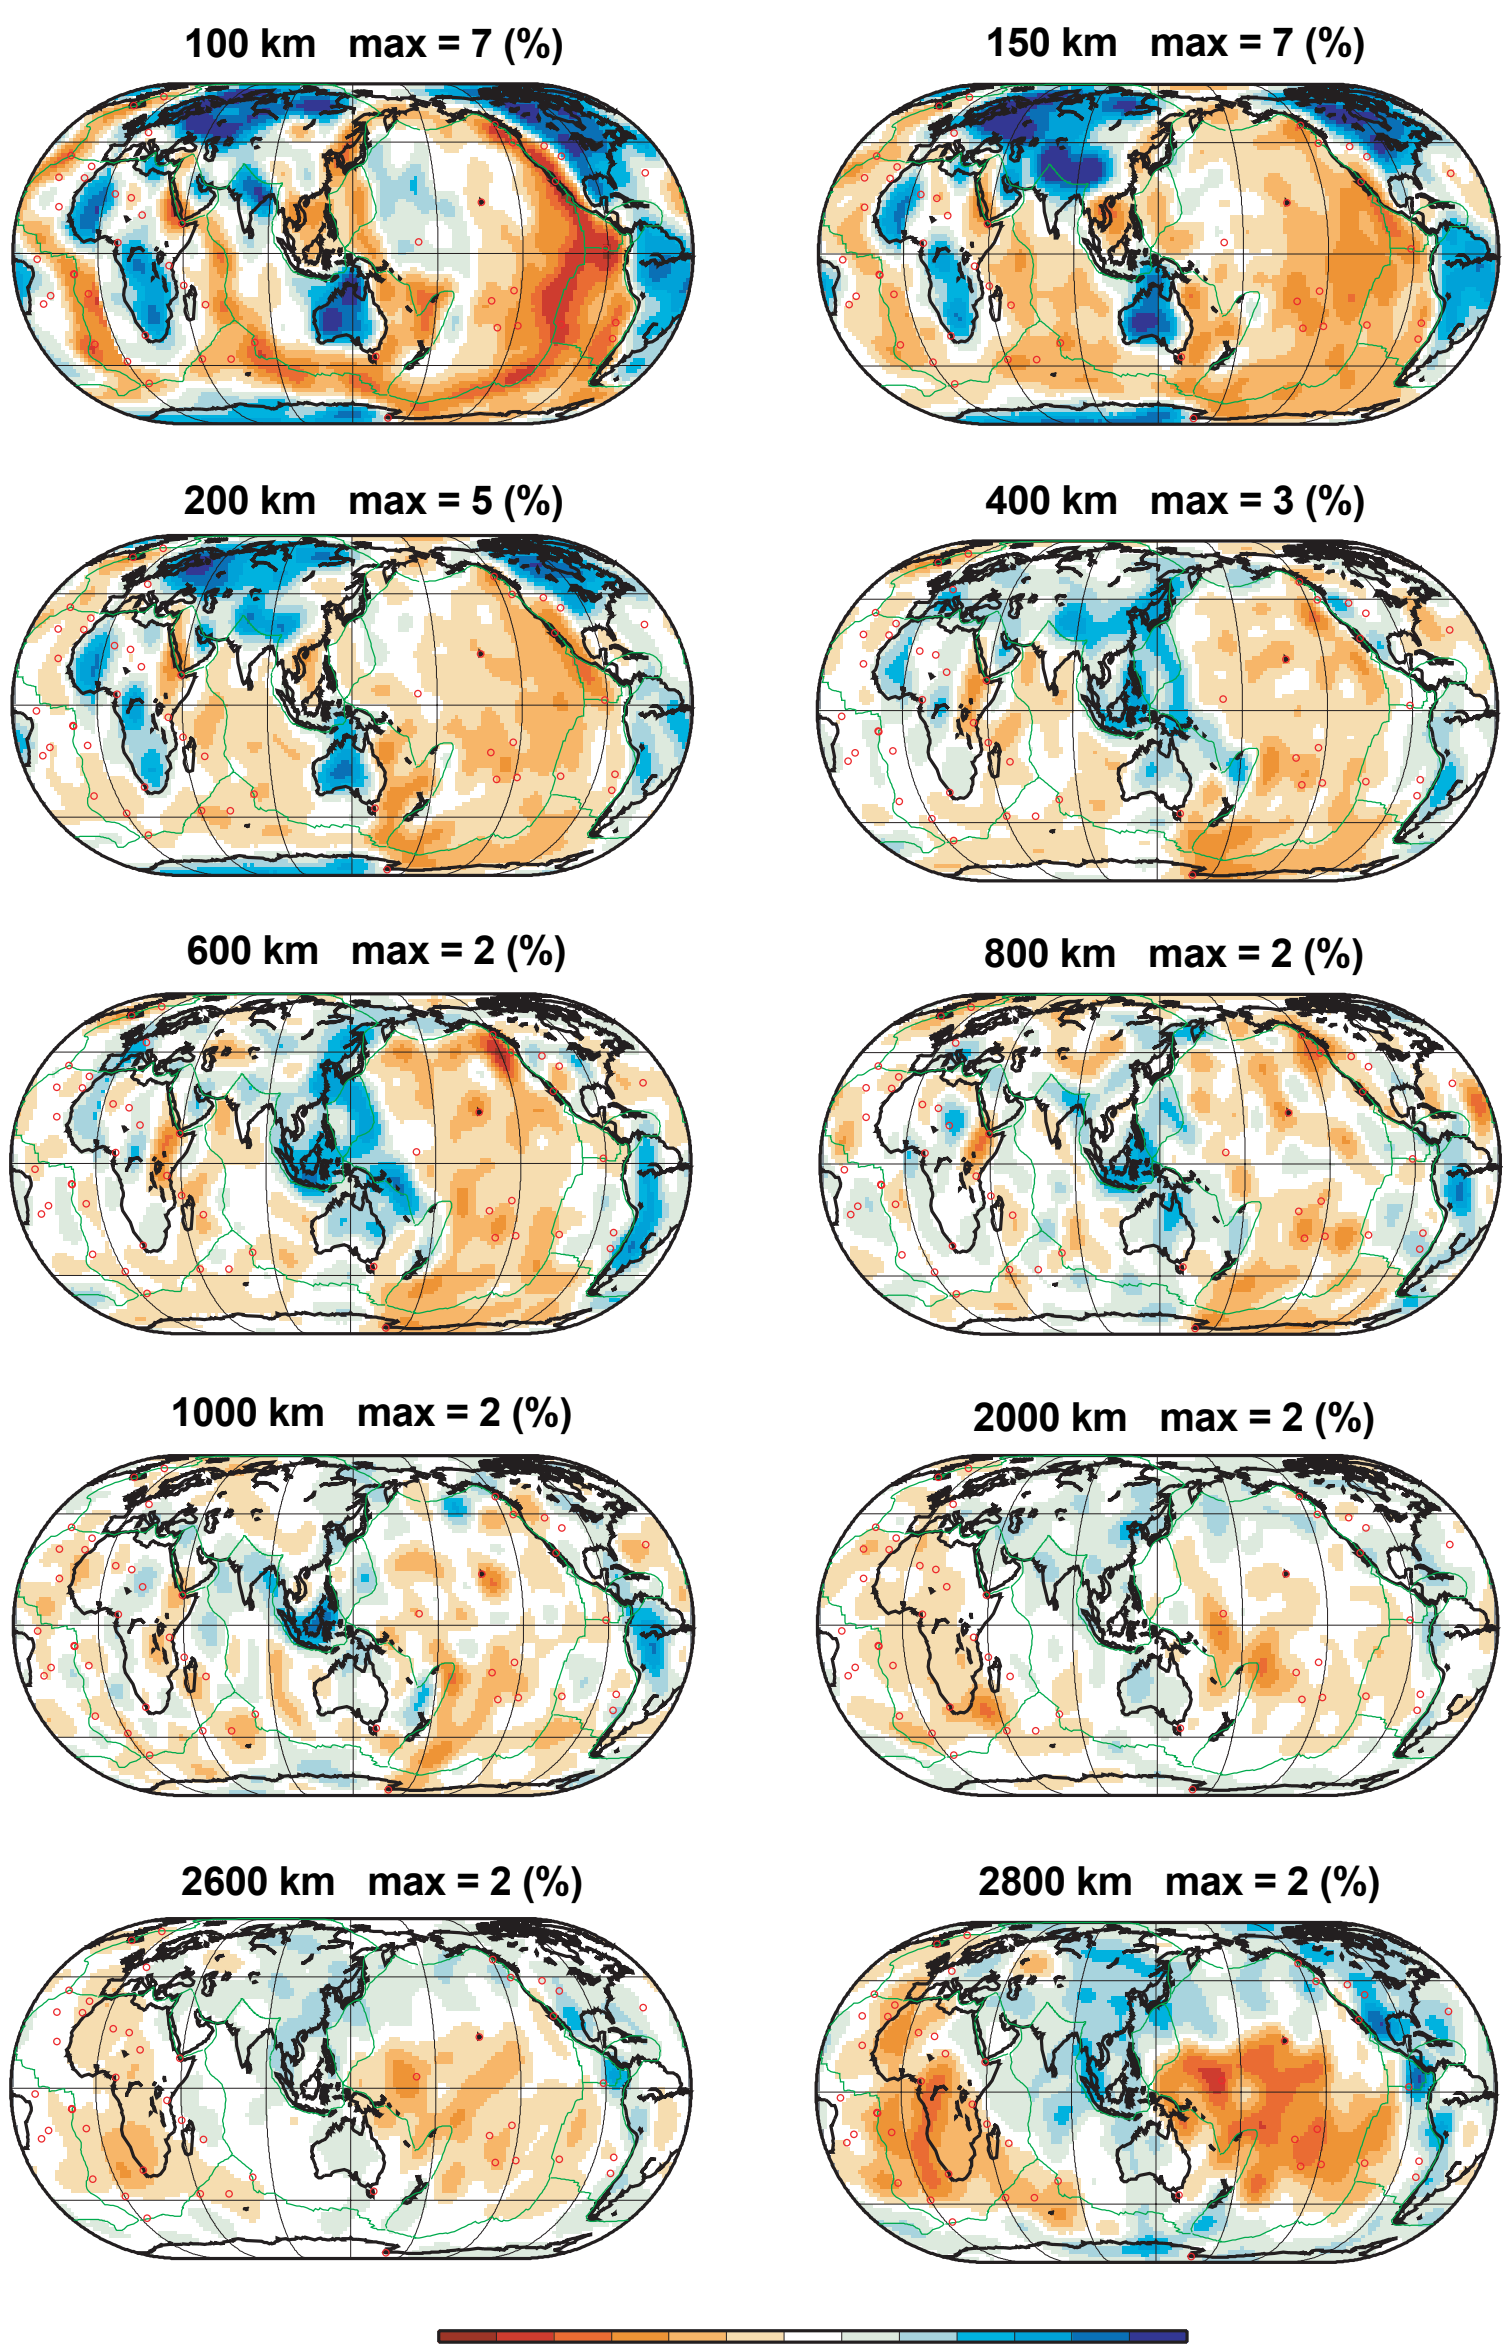 100 km max = 7 (%)
150 km max = 7 (%)
200 km max = 5 (%)
400 km max = 3 (%)
600 km max = 2 (%)
800 km max = 2 (%)
1000 km max = 2 (%)
2000 km max = 2 (%)
2600 km max = 2 (%)
2800 km max = 2 (%)